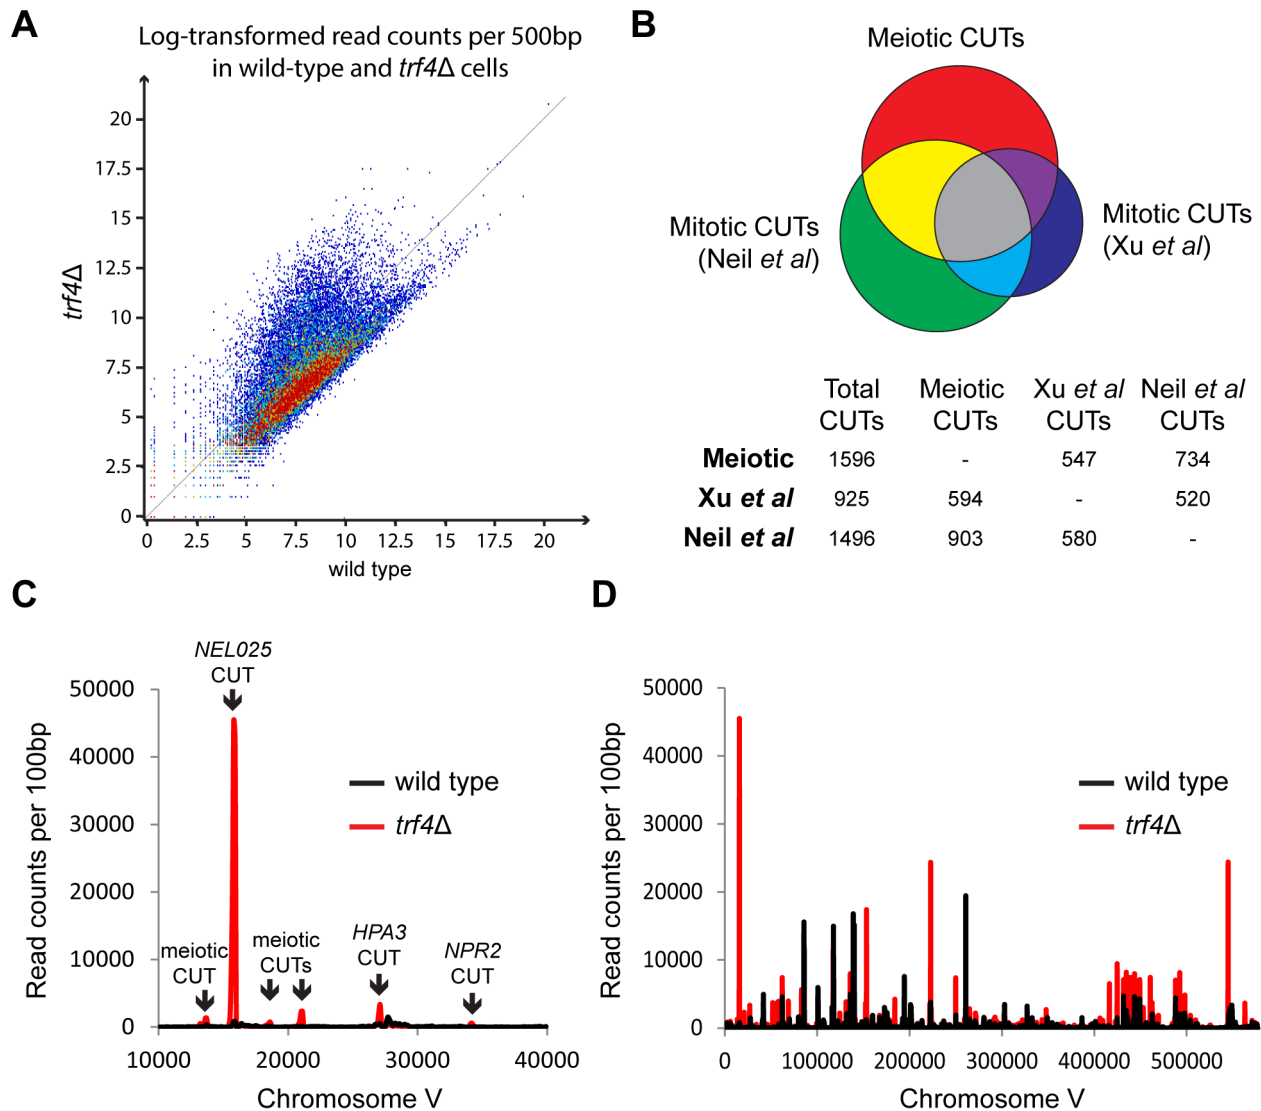 A
Log-transformed read counts per 500bp
in wild-type and trf4Δ cells
20
17.5
15
12.5
10
7.5
5
2.5
0
trf4Δ
0 2.5 5 7.5 10 12.5 15 17.5 20
wild type
B
Meiotic CUTs
Mitotic CUTs
(Neil et al)
Mitotic CUTs
(Xu et al)
Total Meiotic Xu et al Neil et al
CUTs CUTs CUTs CUTs
Meiotic 1596 - 547 734
Xu et al 925 594 - 520
Neil et al 1496 903 580 -
C
NEL025
CUT
50000
40000
30000
20000
10000
0
Read counts per 100bp
wild type
trf4Δ
meiotic
CUT
meiotic
CUTs
HPA3
CUT
NPR2
CUT
10000 20000 30000 40000
Chromosome V
D
50000
40000
30000
20000
10000
0
Read counts per 100bp
wild type
trf4Δ
0 100000 200000 300000 400000 500000
Chromosome V